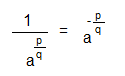 1 / a^(p/q) = a^(-p/q)